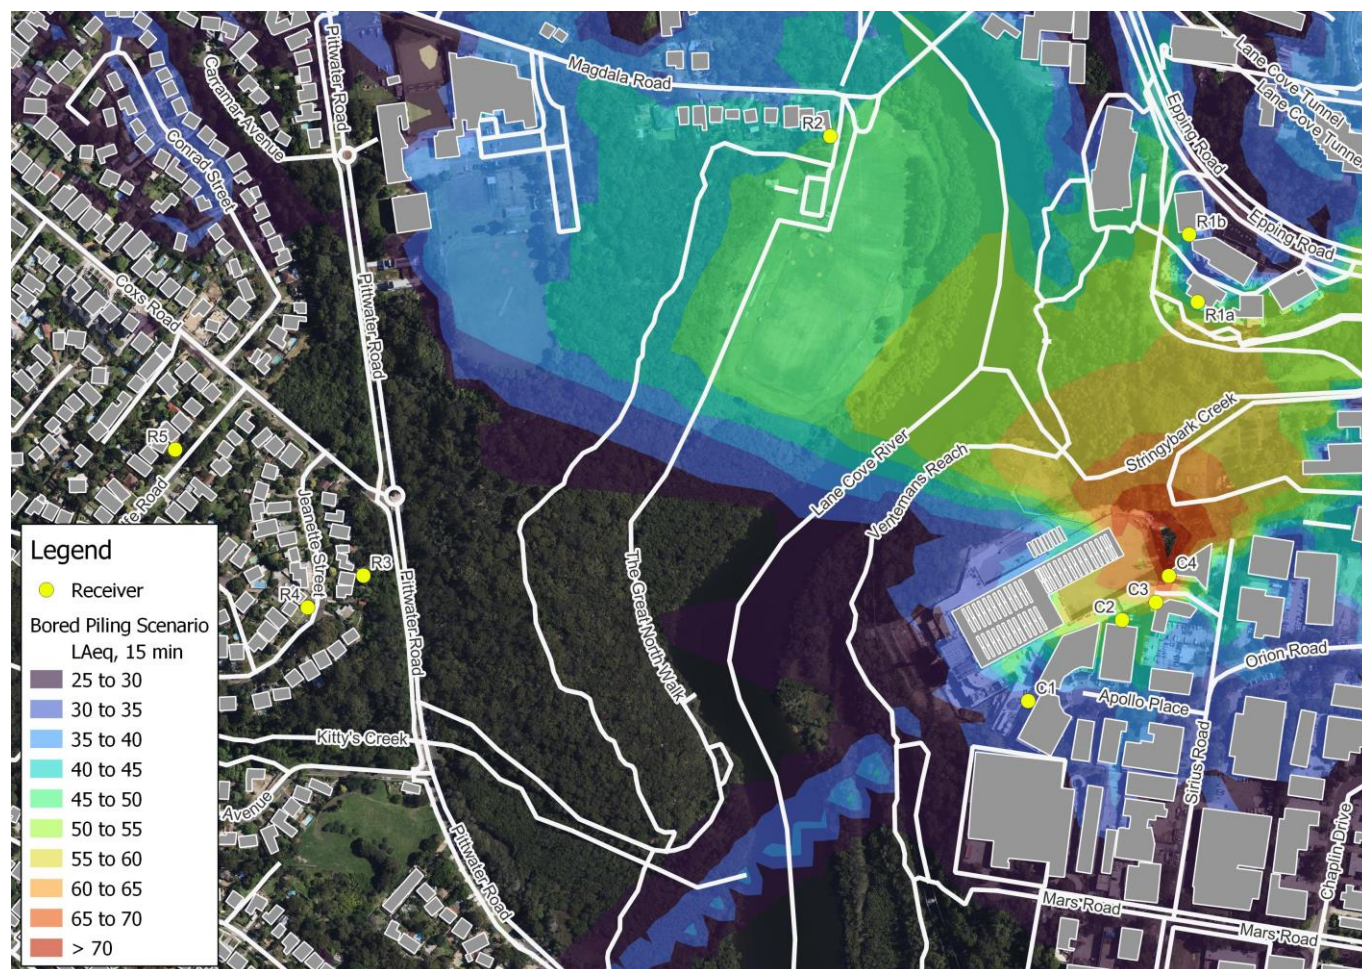 Pittwater Road
Carramar Avenue
Conrad Street
Magdala Road
R2
Lane Cove Tunnel
Lane Cove Tunnel
Epping Road
Epping Road
R1b
R1a
Coxs Road
Pittwater Road
R5
Jeanette Street
R3
R4
Pittwater Road
The Great North Walk
Lane Cove River
Ventemans Reach
Stringybark Creek
C4
C3
C2
C1
Apollo Place
Orion Road
Sirius Road
Chaplin Drive
Mars Road
Mars Road
Kitty's Creek
Avenue
Pittwater Road
Road
Legend
Receiver
Bored Piling Scenario
LAeq, 15 min
25 to 30
30 to 35
35 to 40
40 to 45
45 to 50
50 to 55
55 to 60
60 to 65
65 to 70
> 70